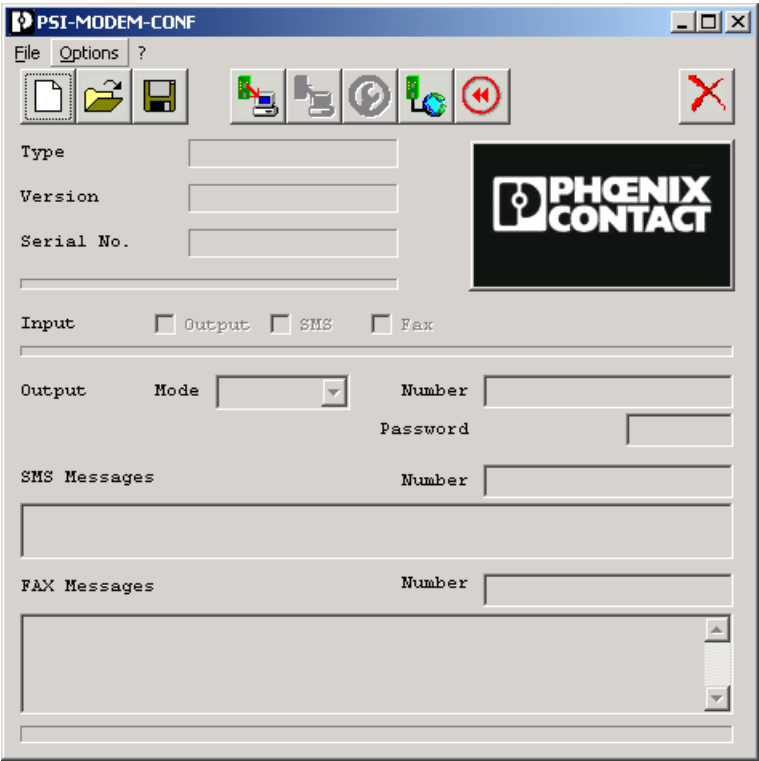 PSI-MODEM-CONF
File Options ?
Type
PHŒNIX
CONTACT
Version
Serial No.
Input Output SMS Fax
Output Mode Number
Password
SMS Messages Number
FAX Messages Number